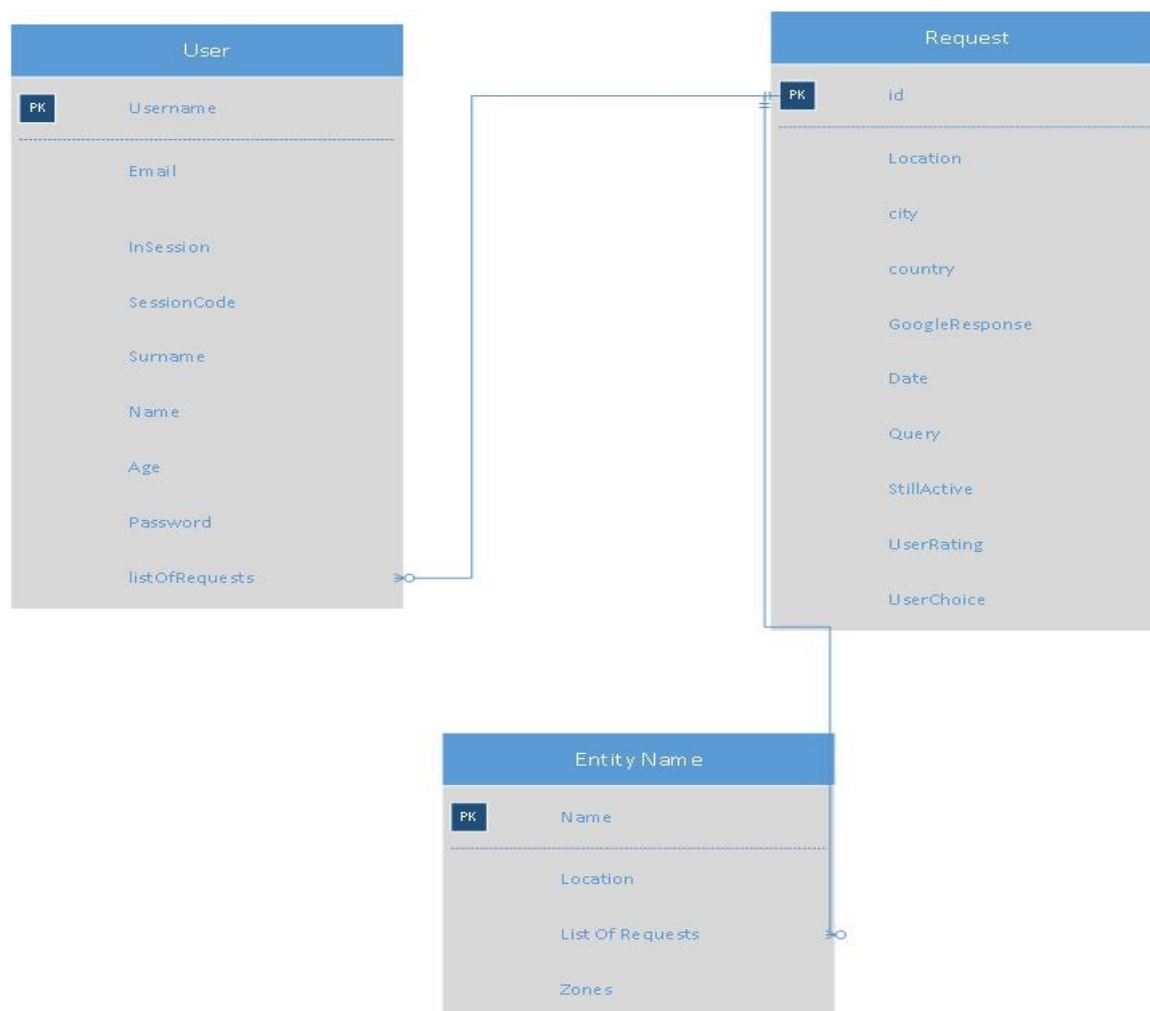 User
PK Username
Email
InSession
SessionCode
Surname
Name
Age
Password
listOfRequests
Request
PK id
Location
city
country
GoogleResponse
Date
Query
StillActive
UserRating
UserChoice
Entity Name
PK Name
Location
List Of Requests
Zones